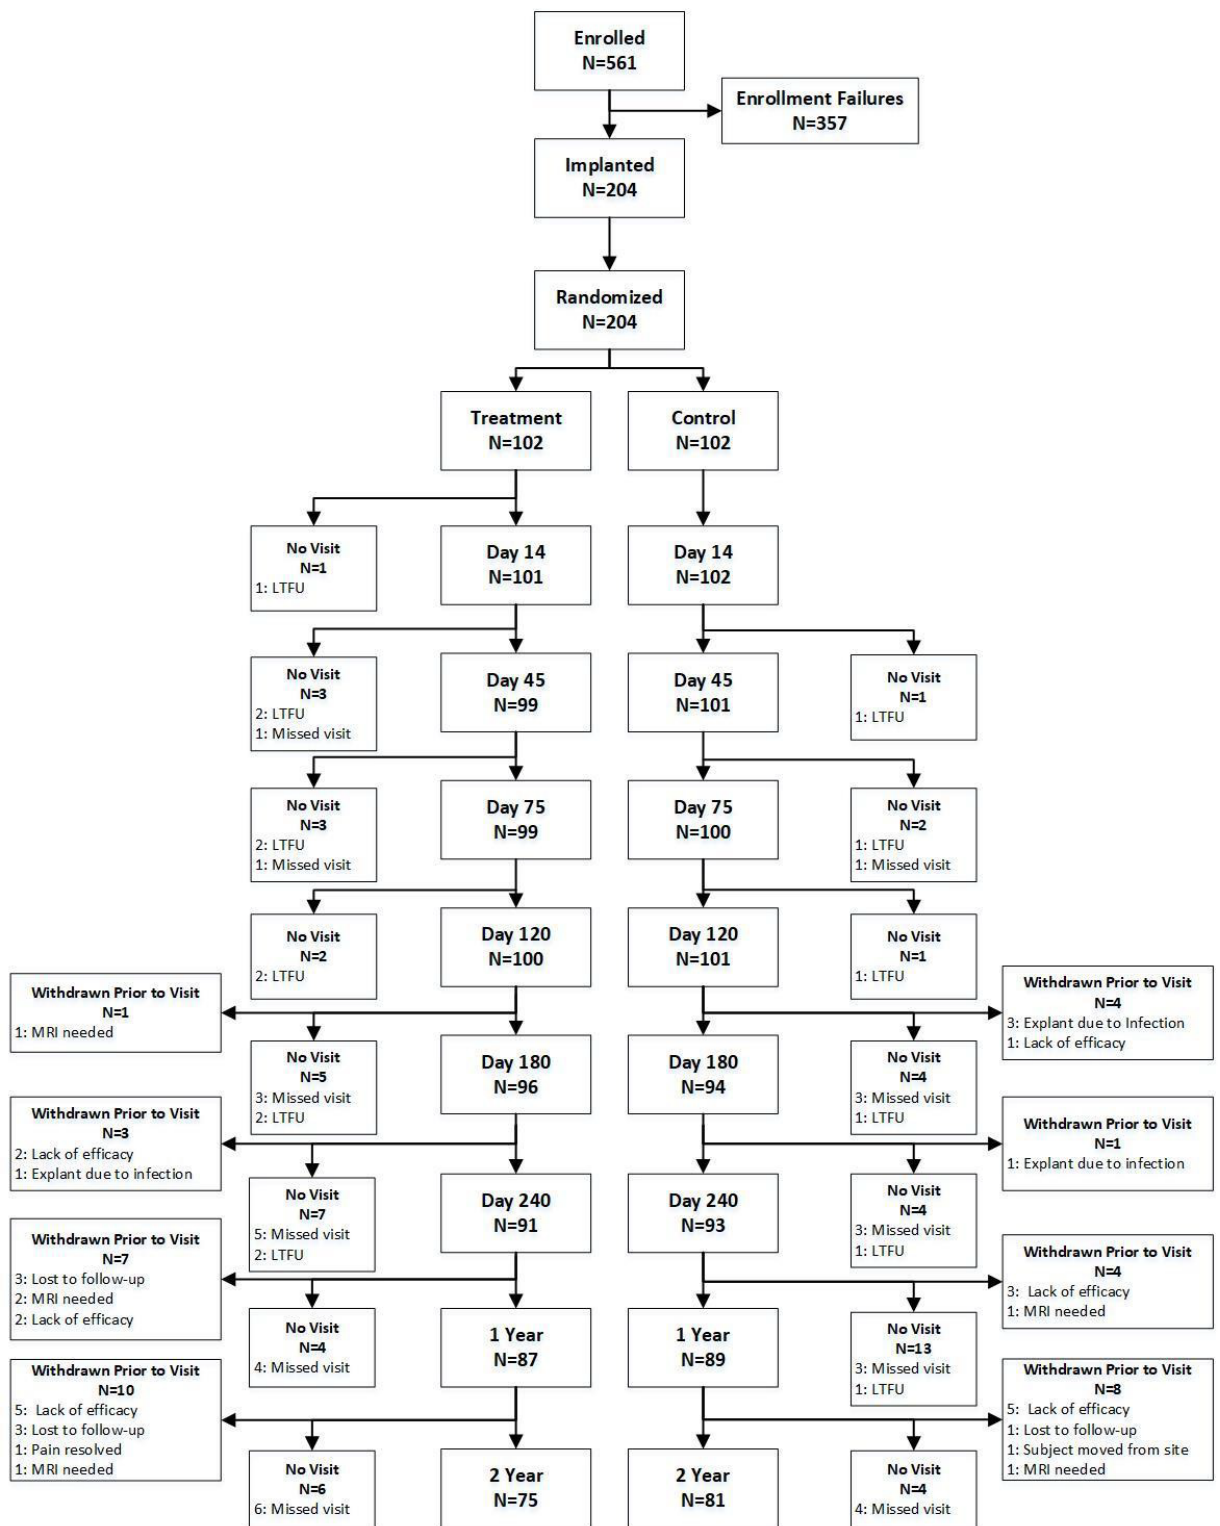 Enrolled
N=561
Enrollment Failures
N=357
Implanted
N=204
Randomized
N=204
Treatment
N=102
Control
N=102
No Visit
N=1
1: LTFU
Day 14
N=101
Day 14
N=102
No Visit
N=3
2: LTFU
1: Missed visit
Day 45
N=99
Day 45
N=101
No Visit
N=1
1: LTFU
No Visit
N=3
2: LTFU
1: Missed visit
Day 75
N=99
Day 75
N=100
No Visit
N=2
1: LTFU
1: Missed visit
No Visit
N=2
2: LTFU
Day 120
N=100
Day 120
N=101
No Visit
N=1
1: LTFU
Withdrawn Prior to Visit
N=1
1: MRI needed
Withdrawn Prior to Visit
N=4
3: Explant due to Infection
1: Lack of efficacy
No Visit
N=5
3: Missed visit
2: LTFU
Day 180
N=96
Day 180
N=94
No Visit
N=4
3: Missed visit
1: LTFU
Withdrawn Prior to Visit
N=3
2: Lack of efficacy
1: Explant due to infection
Withdrawn Prior to Visit
N=1
1: Explant due to infection
No Visit
N=7
5: Missed visit
2: LTFU
Day 240
N=91
Day 240
N=93
No Visit
N=4
3: Missed visit
1: LTFU
Withdrawn Prior to Visit
N=7
3: Lost to follow-up
2: MRI needed
2: Lack of efficacy
Withdrawn Prior to Visit
N=4
3: Lack of efficacy
1: MRI needed
No Visit
N=4
4: Missed visit
1 Year
N=87
1 Year
N=89
No Visit
N=13
3: Missed visit
1: LTFU
Withdrawn Prior to Visit
N=10
5: Lack of efficacy
3: Lost to follow-up
1: Pain resolved
1: MRI needed
Withdrawn Prior to Visit
N=8
5: Lack of efficacy
1: Lost to follow-up
1: Subject moved from site
1: MRI needed
No Visit
N=6
6: Missed visit
2 Year
N=75
2 Year
N=81
No Visit
N=4
4: Missed visit